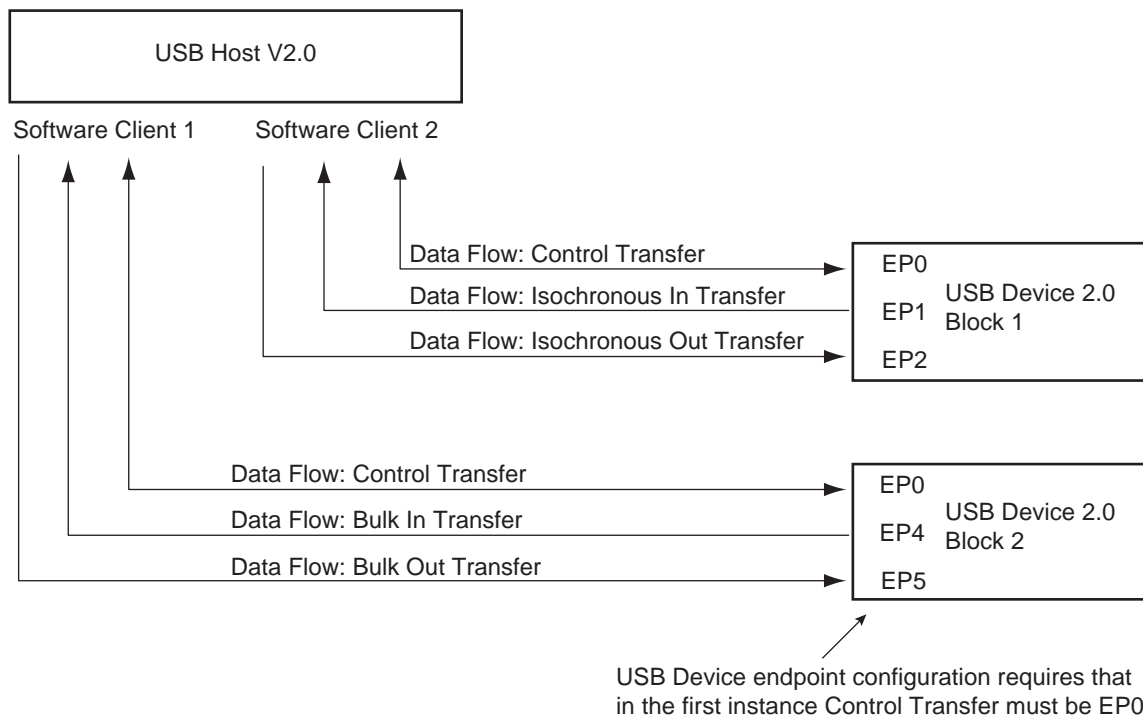 USB Host V2.0
Software Client 1
Software Client 2
Data Flow: Control Transfer
Data Flow: Isochronous In Transfer
Data Flow: Isochronous Out Transfer
EP0
EP1
EP2
USB Device 2.0
Block 1
Data Flow: Control Transfer
Data Flow: Bulk In Transfer
Data Flow: Bulk Out Transfer
EP0
EP4
EP5
USB Device 2.0
Block 2
USB Device endpoint configuration requires that
in the first instance Control Transfer must be EP0